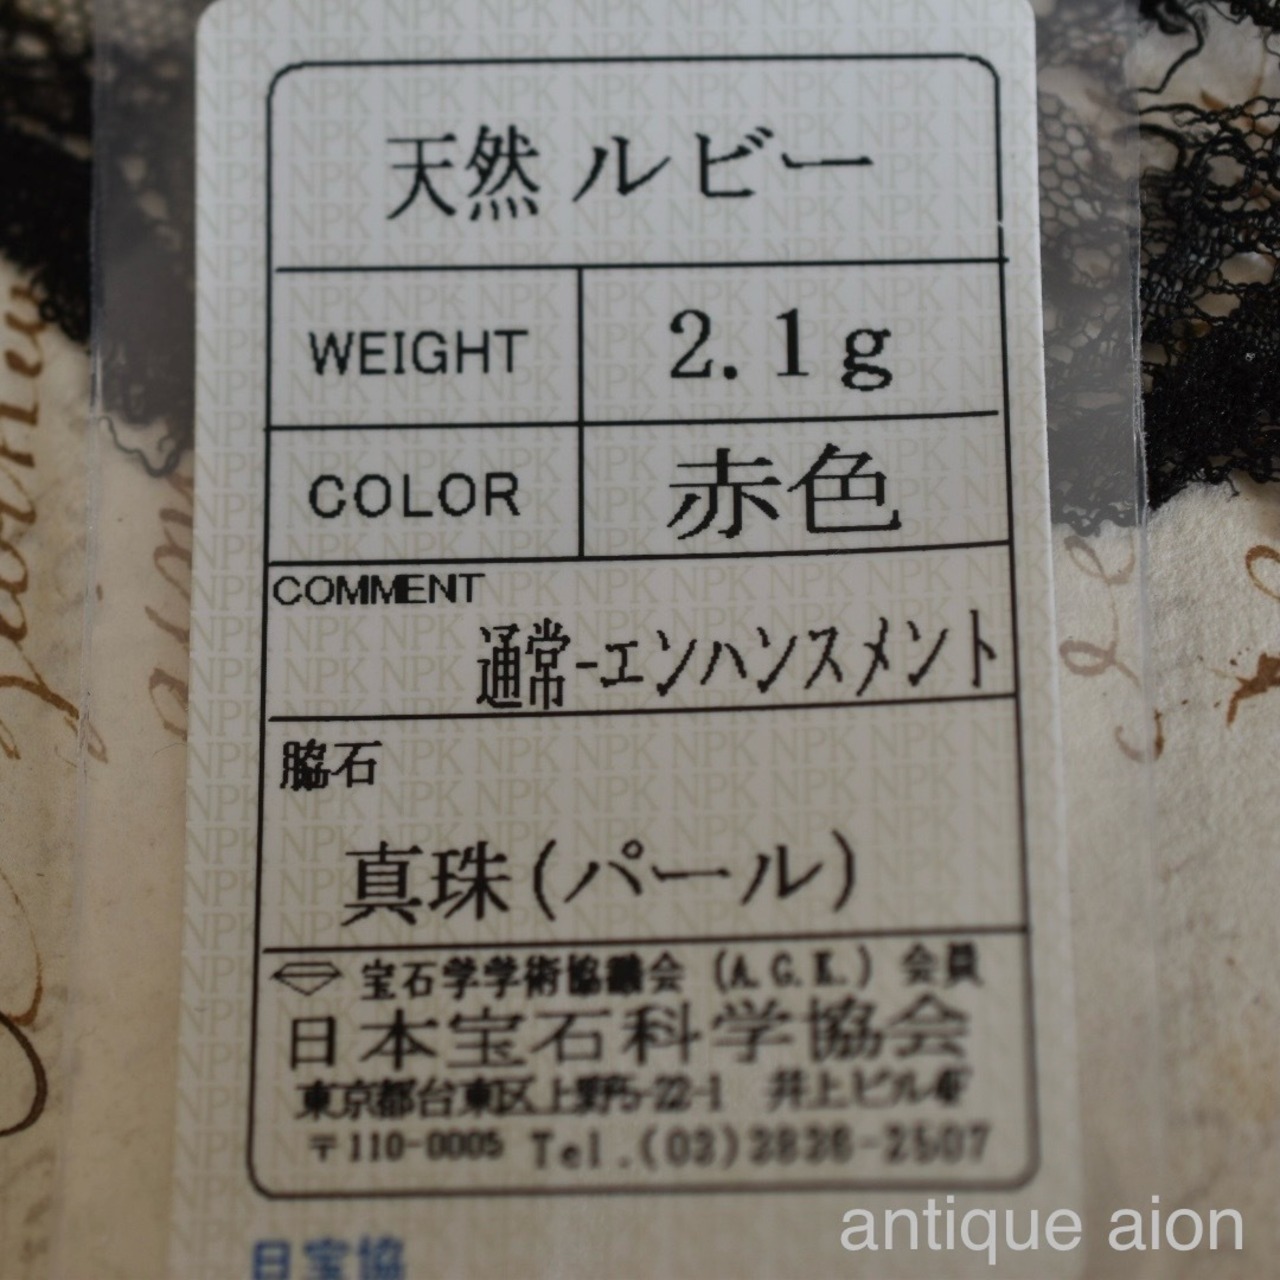 天然 ルビー
WEIGHT 2.1g
COLOR 赤色
COMMENT
通常-エンハンスメント
脇石
真珠(パール)
宝石学学術協議会 (A.G.K.) 会員
日本宝石科学協会
東京都台東区上野5-22-1 井上ビル4F
〒110-0005 Tel.(03)3836-2507
日宝協
antique aion